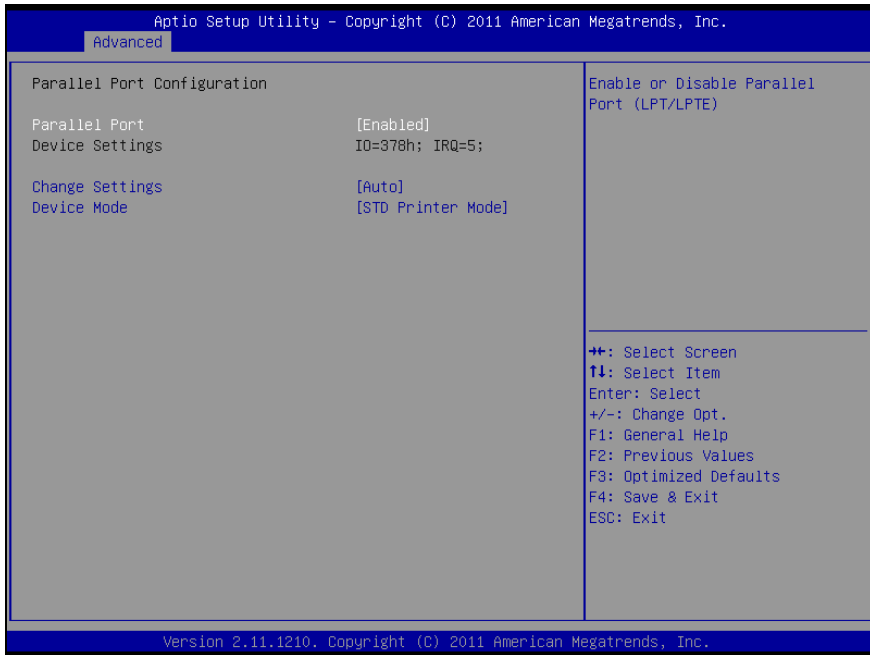 Aptio Setup Utility – Copyright (C) 2011 American Megatrends, Inc.
Advanced
Parallel Port Configuration
Parallel Port [Enabled]
Device Settings IO=378h; IRQ=5;
Change Settings [Auto]
Device Mode [STD Printer Mode]
Enable or Disable Parallel
Port (LPT/LPTE)
→←: Select Screen
↑↓: Select Item
Enter: Select
+/-: Change Opt.
F1: General Help
F2: Previous Values
F3: Optimized Defaults
F4: Save & Exit
ESC: Exit
Version 2.11.1210. Copyright (C) 2011 American Megatrends, Inc.